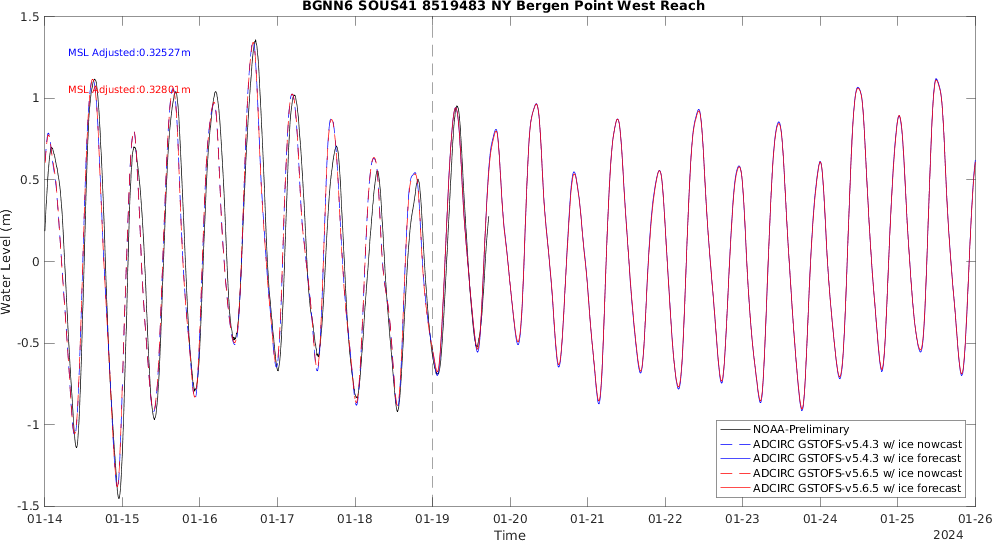 BGNN6 SOUS41 8519483 NY Bergen Point West Reach
MSL Adjusted:0.32527m
MSL Adjusted:0.32801m
Water Level (m)
1.5
1
0.5
0
-0.5
-1
-1.5
NOAA-Preliminary
ADCIRC GSTOFS-v5.4.3 w/ ice nowcast
ADCIRC GSTOFS-v5.4.3 w/ ice forecast
ADCIRC GSTOFS-v5.6.5 w/ ice nowcast
ADCIRC GSTOFS-v5.6.5 w/ ice forecast
01-14 01-15 01-16 01-17 01-18 01-19 01-20 01-21 01-22 01-23 01-24 01-25 01-26
Time
2024